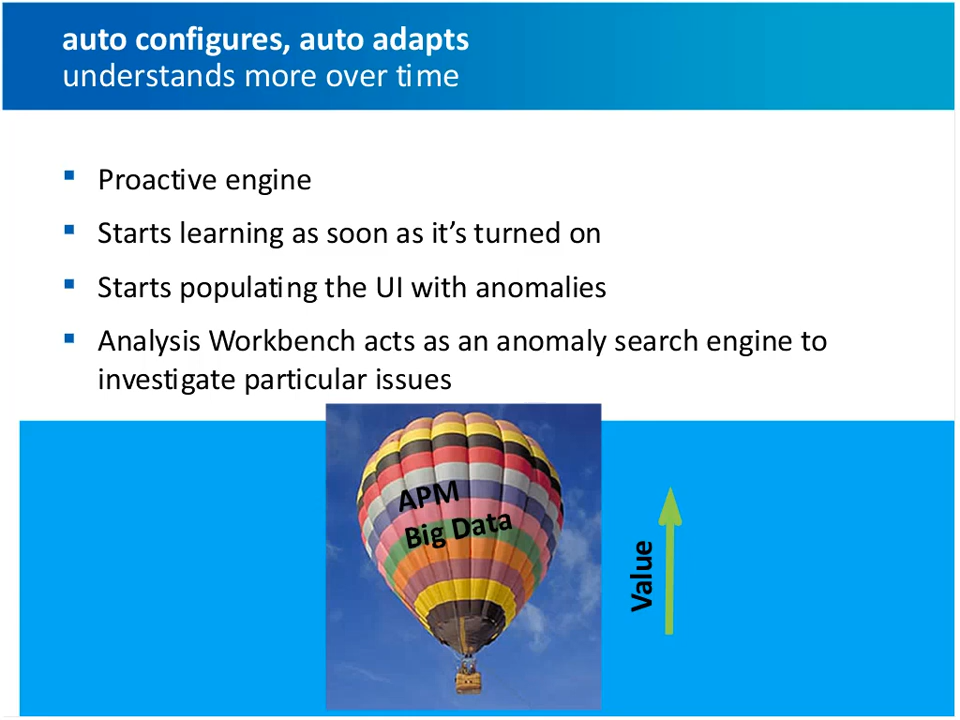 auto configures, auto adapts
understands more over time
Proactive engine
Starts learning as soon as it's turned on
Starts populating the UI with anomalies
Analysis Workbench acts as an anomaly search engine to
investigate particular issues
APM
Big Data
Value